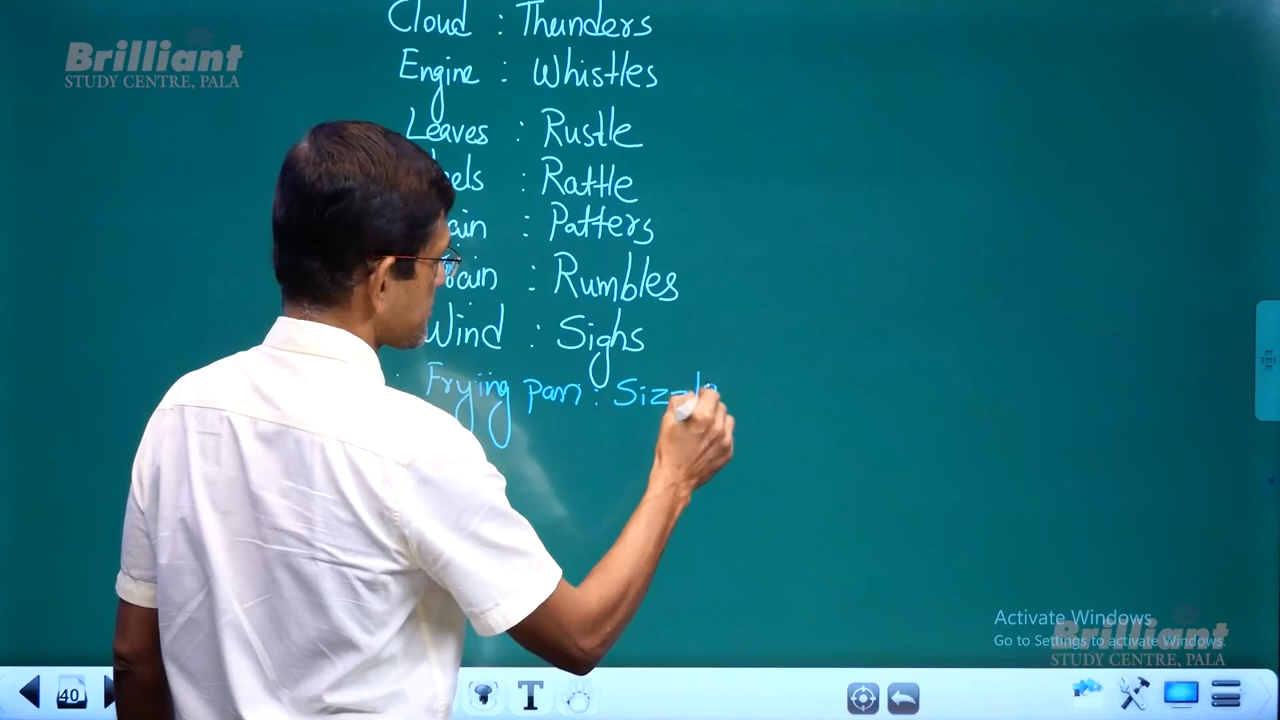 Cloud : Thunders
Brilliant
STUDY CENTRE, PALA
Engine : Whistles
Leaves : Rustle
: Rattle
: Patters
: Rumbles
Wind : Sighs
Frying pan :
Activate Windows
Go to Settings to activate Windows.
Brilliant
STUDY CENTRE, PALA
40
T